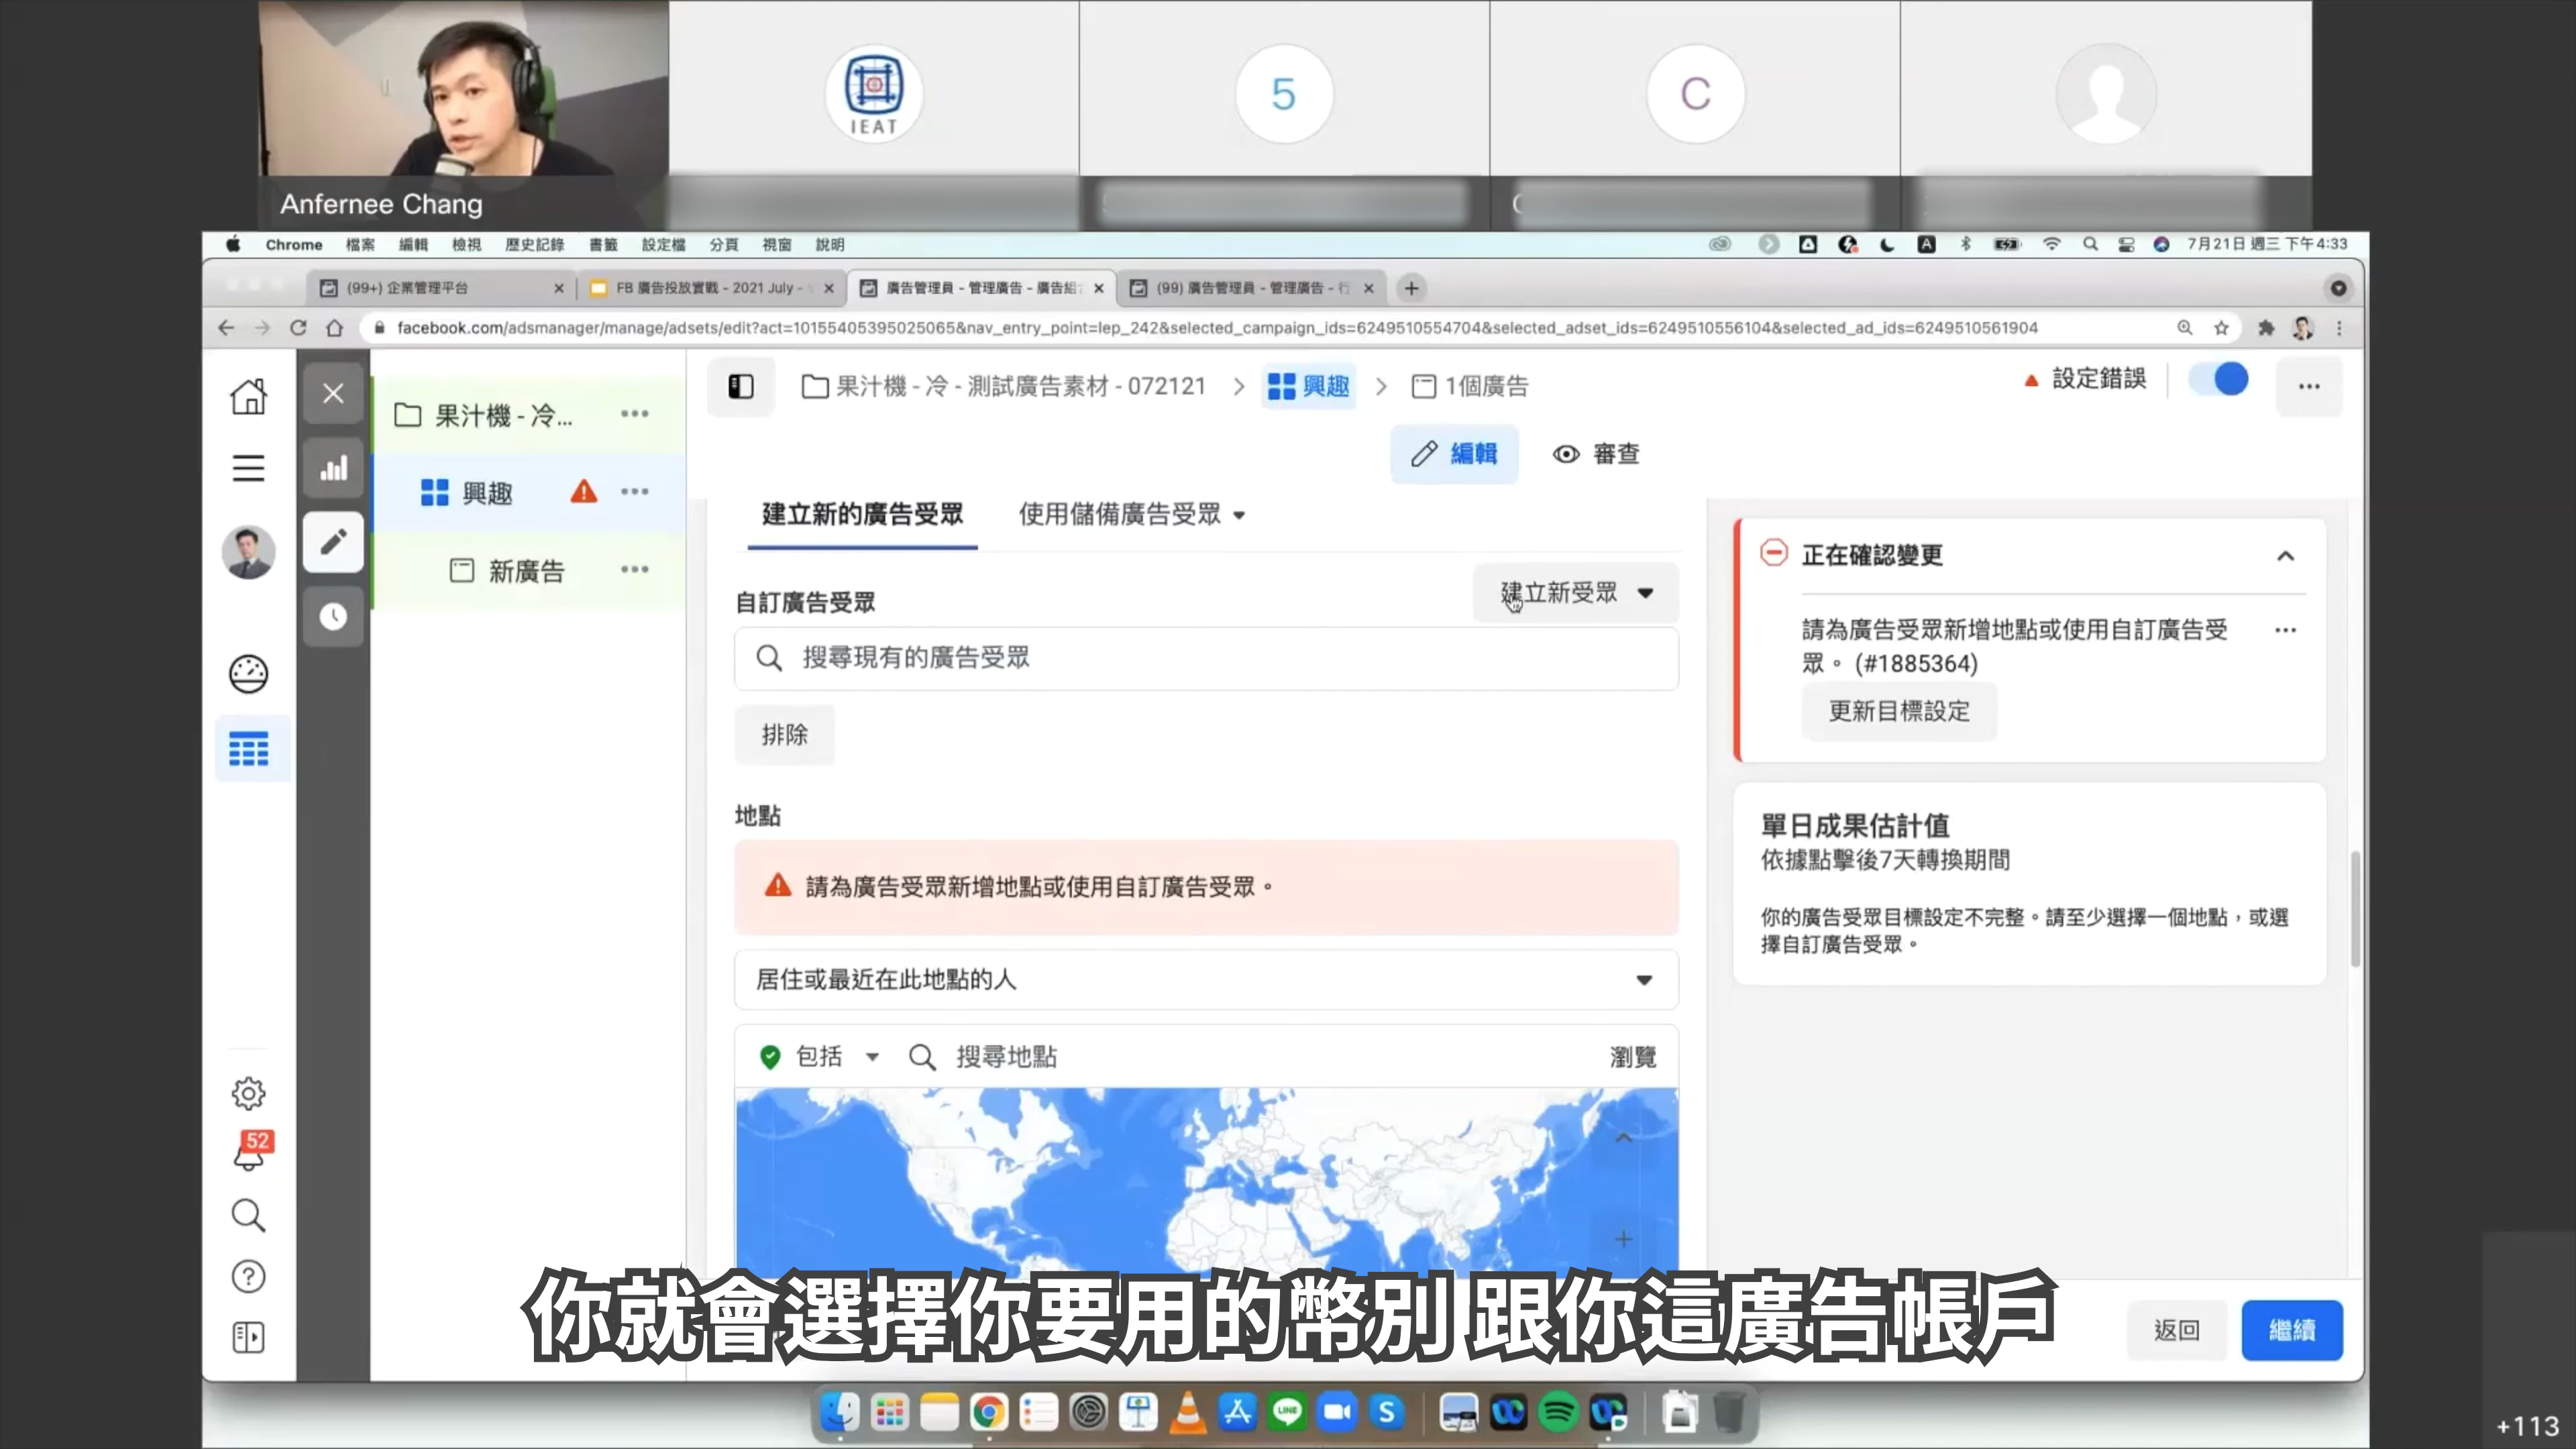 IEAT
5
C
Anfernee Chang
Chrome 檔案 編輯 檢視 歷史記錄 書籤 設定檔 分頁 視窗 說明
7月21日 週三 下午4:33
(99+) 企業管理平台
FB 廣告投放實戰 - 2021 July -
廣告管理員 - 管理廣告 - 廣告組
(99) 廣告管理員 - 管理廣告 - 行
facebook.com/adsmanager/manage/adsets/edit?act=10155405395025065&nav_entry_point=lep_242&selected_campaign_ids=6249510554704&selected_adset_ids=6249510556104&selected_ad_ids=6249510561904
果汁機 - 冷...
興趣
新廣告
果汁機 - 冷 - 測試廣告素材 - 072121
興趣
1個廣告
設定錯誤
編輯
審查
建立新的廣告受眾
使用儲備廣告受眾
自訂廣告受眾
建立新受眾
搜尋現有的廣告受眾
排除
地點
請為廣告受眾新增地點或使用自訂廣告受眾。
居住或最近在此地點的人
包括
搜尋地點
瀏覽
正在確認變更
請為廣告受眾新增地點或使用自訂廣告受
眾。 (#1885364)
更新目標設定
單日成果估計值
依據點擊後7天轉換期間
你的廣告受眾目標設定不完整。請至少選擇一個地點，或選
擇自訂廣告受眾。
52
返回
繼續
你就會選擇你要用的幣別 跟你這廣告帳戶
LINE
+113